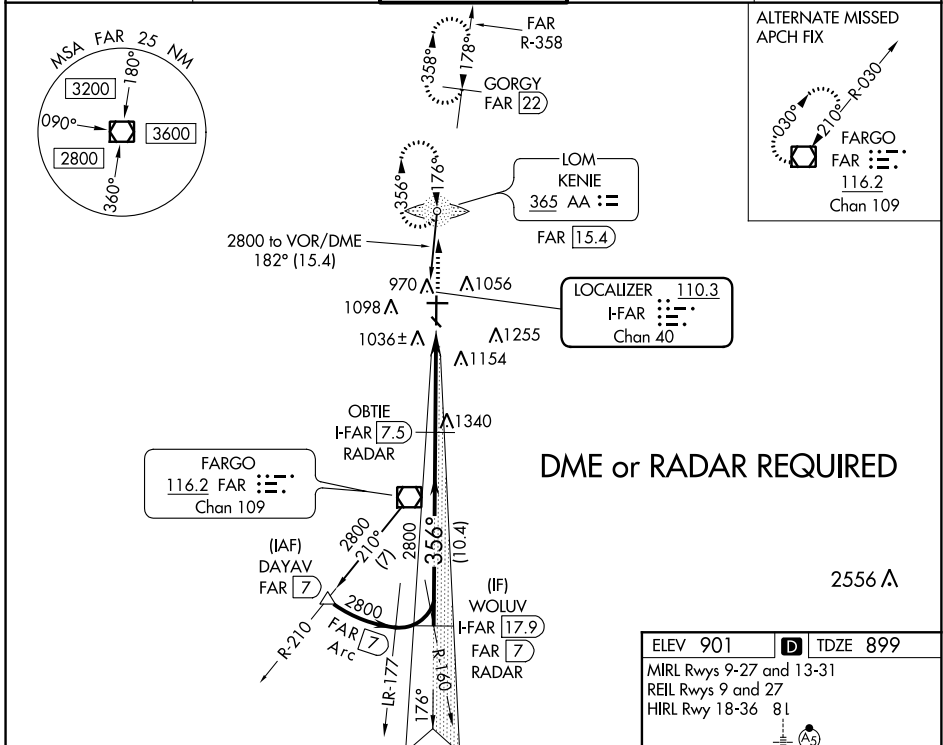 MSA FAR 25 NM
180°
3200
090°
3600
2800
360°
FAR
R-358
358°
178°
GORGY
FAR 22
ALTERNATE MISSED
APCH FIX
R-030
030°
210°
FARGO
FAR
116.2
Chan 109
356°
176°
LOM
KENIE
365 AA
FAR 15.4
2800 to VOR/DME
182° (15.4)
970
1056
1098
LOCALIZER 110.3
I-FAR
Chan 40
1036±
1255
1154
OBTIE
I-FAR 7.5
RADAR
1340
FARGO
116.2 FAR
Chan 109
DME or RADAR REQUIRED
2800
210°
(7)
2800
356°
(10.4)
(IAF)
DAYAV
FAR 7
2800
FAR 7
Arc
(IF)
WOLUV
I-FAR 17.9
FAR 7
RADAR
2556
R-210
LR-177
176°
R-160
ELEV 901
D
TDZE 899
MIRL Rwys 9-27 and 13-31
REIL Rwys 9 and 27
HIRL Rwy 18-36
81
A5